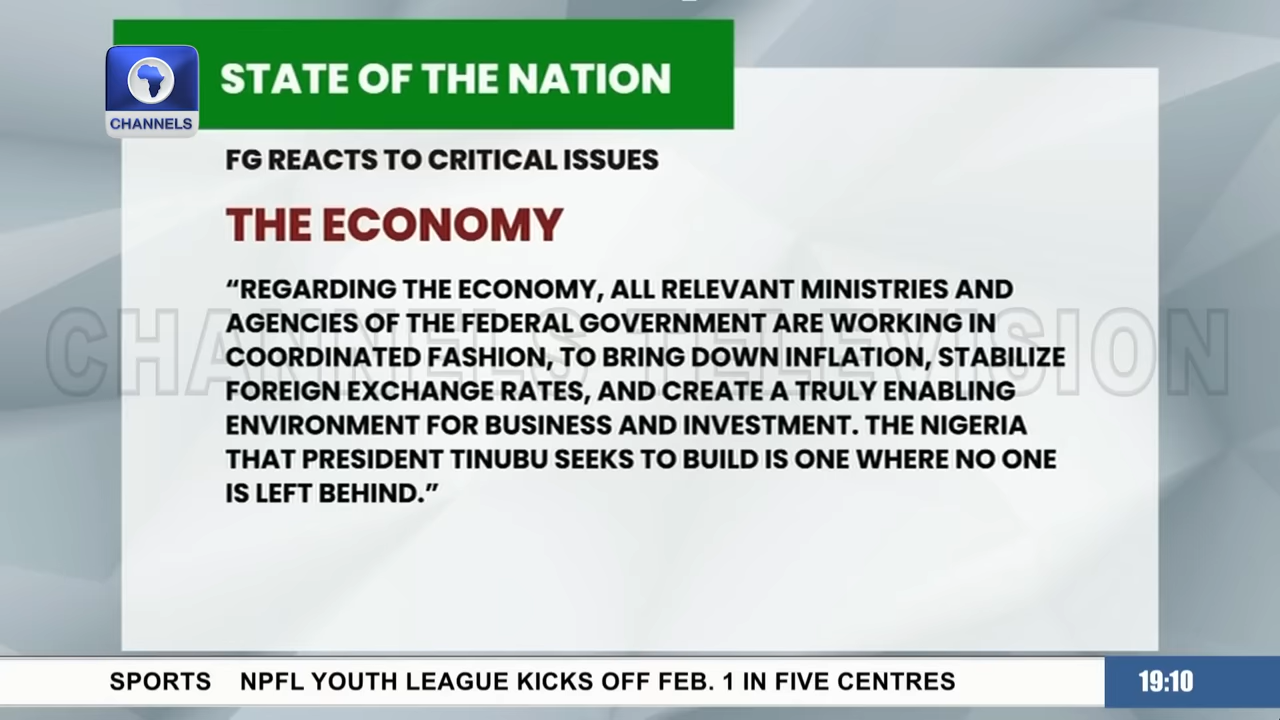 STATE OF THE NATION
CHANNELS
FG REACTS TO CRITICAL ISSUES
THE ECONOMY
“REGARDING THE ECONOMY, ALL RELEVANT MINISTRIES AND
AGENCIES OF THE FEDERAL GOVERNMENT ARE WORKING IN
COORDINATED FASHION, TO BRING DOWN INFLATION, STABILIZE
FOREIGN EXCHANGE RATES, AND CREATE A TRULY ENABLING
ENVIRONMENT FOR BUSINESS AND INVESTMENT. THE NIGERIA
THAT PRESIDENT TINUBU SEEKS TO BUILD IS ONE WHERE NO ONE
IS LEFT BEHIND.”
CHANNELS TELEVISION
SPORTS NPFL YOUTH LEAGUE KICKS OFF FEB. 1 IN FIVE CENTRES
19:10